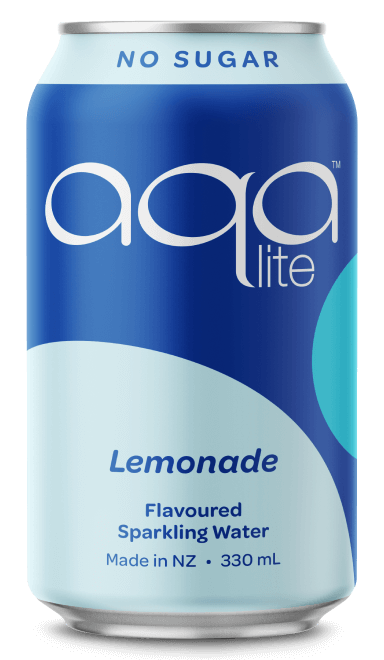 NO SUGAR
aqa™
lite
Lemonade
Flavoured
Sparkling Water
Made in NZ • 330 mL